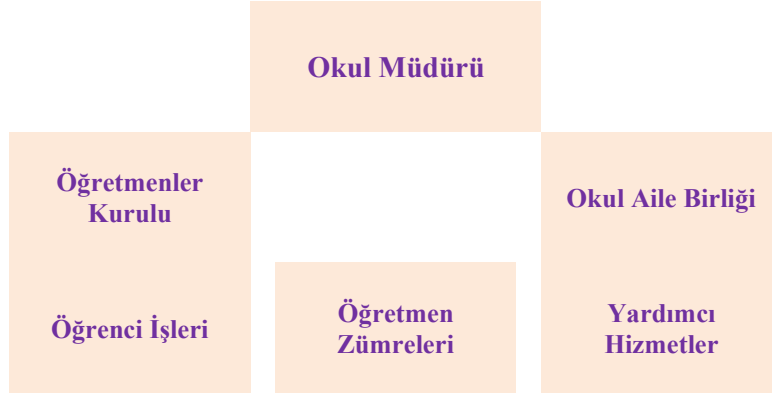 Okul Müdürü
Öğretmenler
Kurulu
Okul Aile Birliği
Öğrenci İşleri
Öğretmen
Zümreleri
Yardımcı
Hizmetler